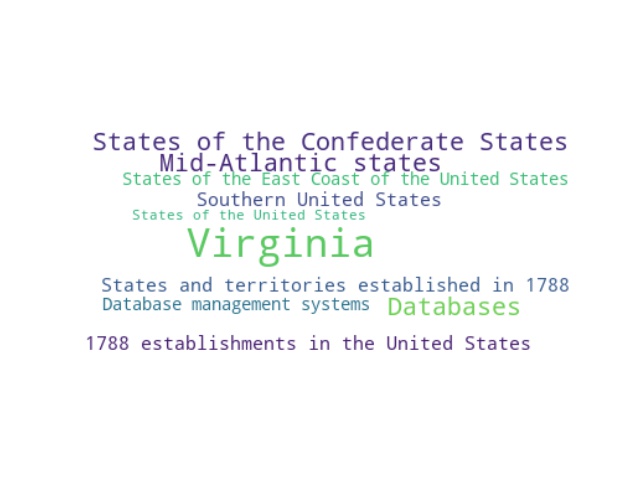 States of the Confederate States
Mid-Atlantic states
States of the East Coast of the United States
Southern United States
States of the United States
Virginia
States and territories established in 1788
Database management systems
Databases
1788 establishments in the United States